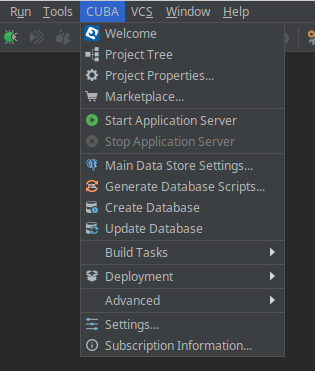 Run Tools CUBA VCS Window Help
Welcome
Project Tree
Project Properties...
Marketplace...
Start Application Server
Stop Application Server
Main Data Store Settings...
Generate Database Scripts...
Create Database
Update Database
Build Tasks
Deployment
Advanced
Settings...
Subscription Information...